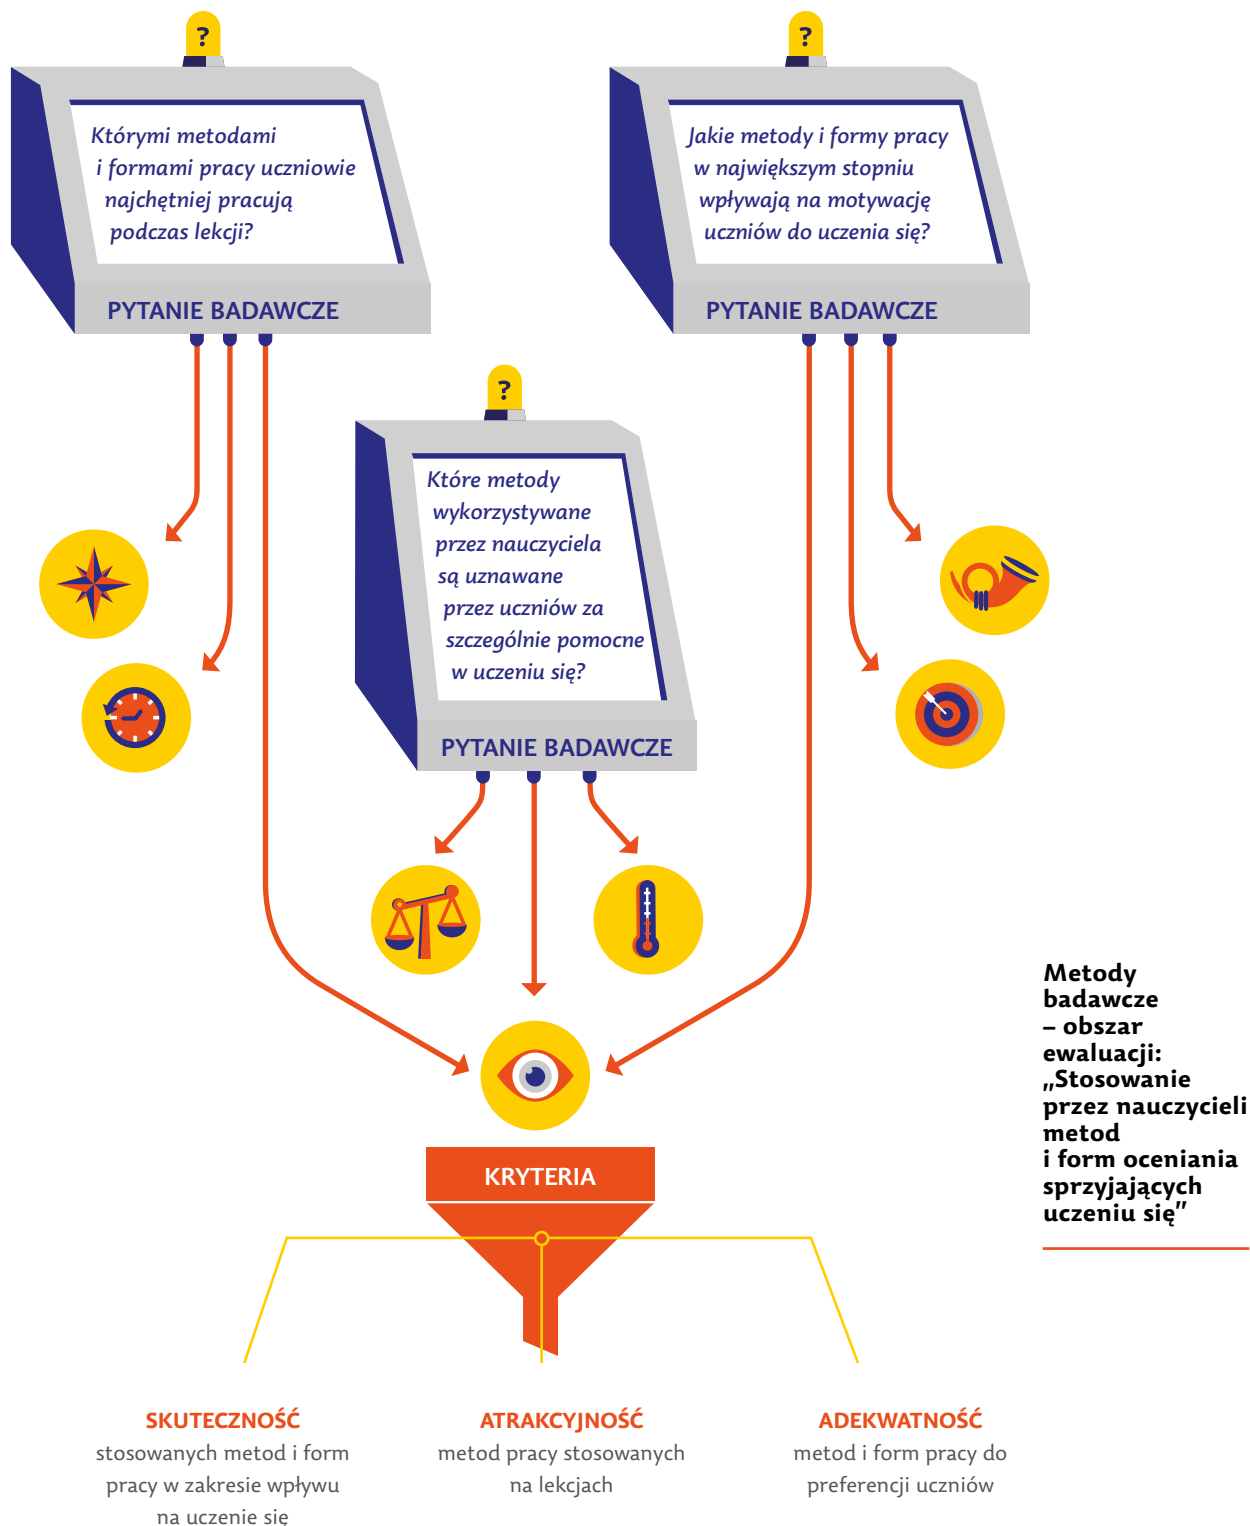 ?
Którymi metodami
i formami pracy uczniowie
najchętniej pracują
podczas lekcji?
PYTANIE BADAWCZE
?
Jakie metody i formy pracy
w największym stopniu
wpływają na motywację
uczniów do uczenia się?
PYTANIE BADAWCZE
?
Które metody
wykorzystywane
przez nauczyciela
są uznawane
przez uczniów za
szczególnie pomocne
w uczeniu się?
PYTANIE BADAWCZE
Metody
badawcze
– obszar
ewaluacji:
„Stosowanie
przez nauczycieli
metod
i form oceniania
sprzyjających
uczeniu się”
KRYTERIA
SKUTECZNOŚĆ
stosowanych metod i form
pracy w zakresie wpływu
na uczenie się
ATRAKCYJNOŚĆ
metod pracy stosowanych
na lekcjach
ADEKWATNOŚĆ
metod i form pracy do
preferencji uczniów